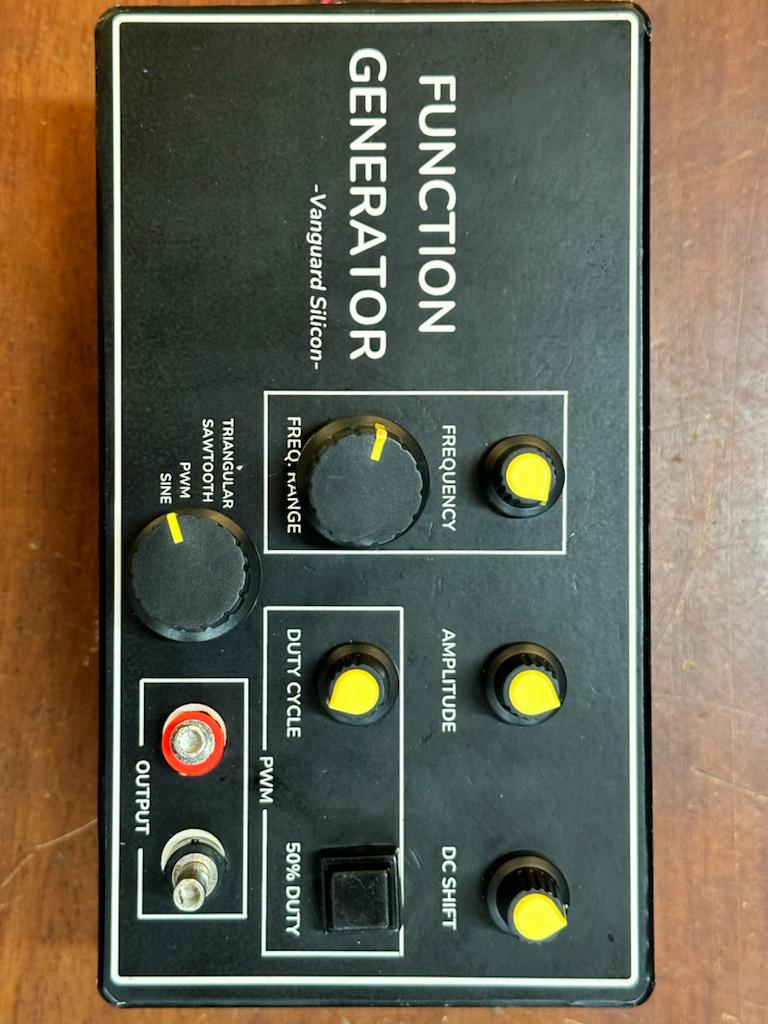 FUNCTION
GENERATOR
-Vanguard Silicon-
FREQUENCY
AMPLITUDE
DC SHIFT
FREQ. RANGE
DUTY CYCLE
50% DUTY
PWM
TRIANGULAR
SAWTOOTH
PWM
SINE
OUTPUT